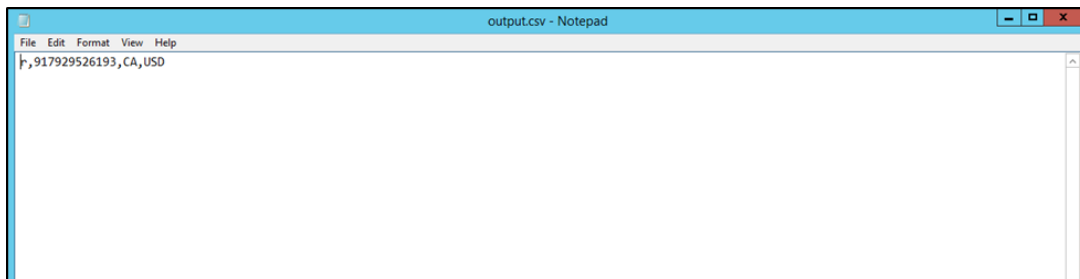 output.csv - Notepad
File Edit Format View Help
r,917929526193,CA,USD